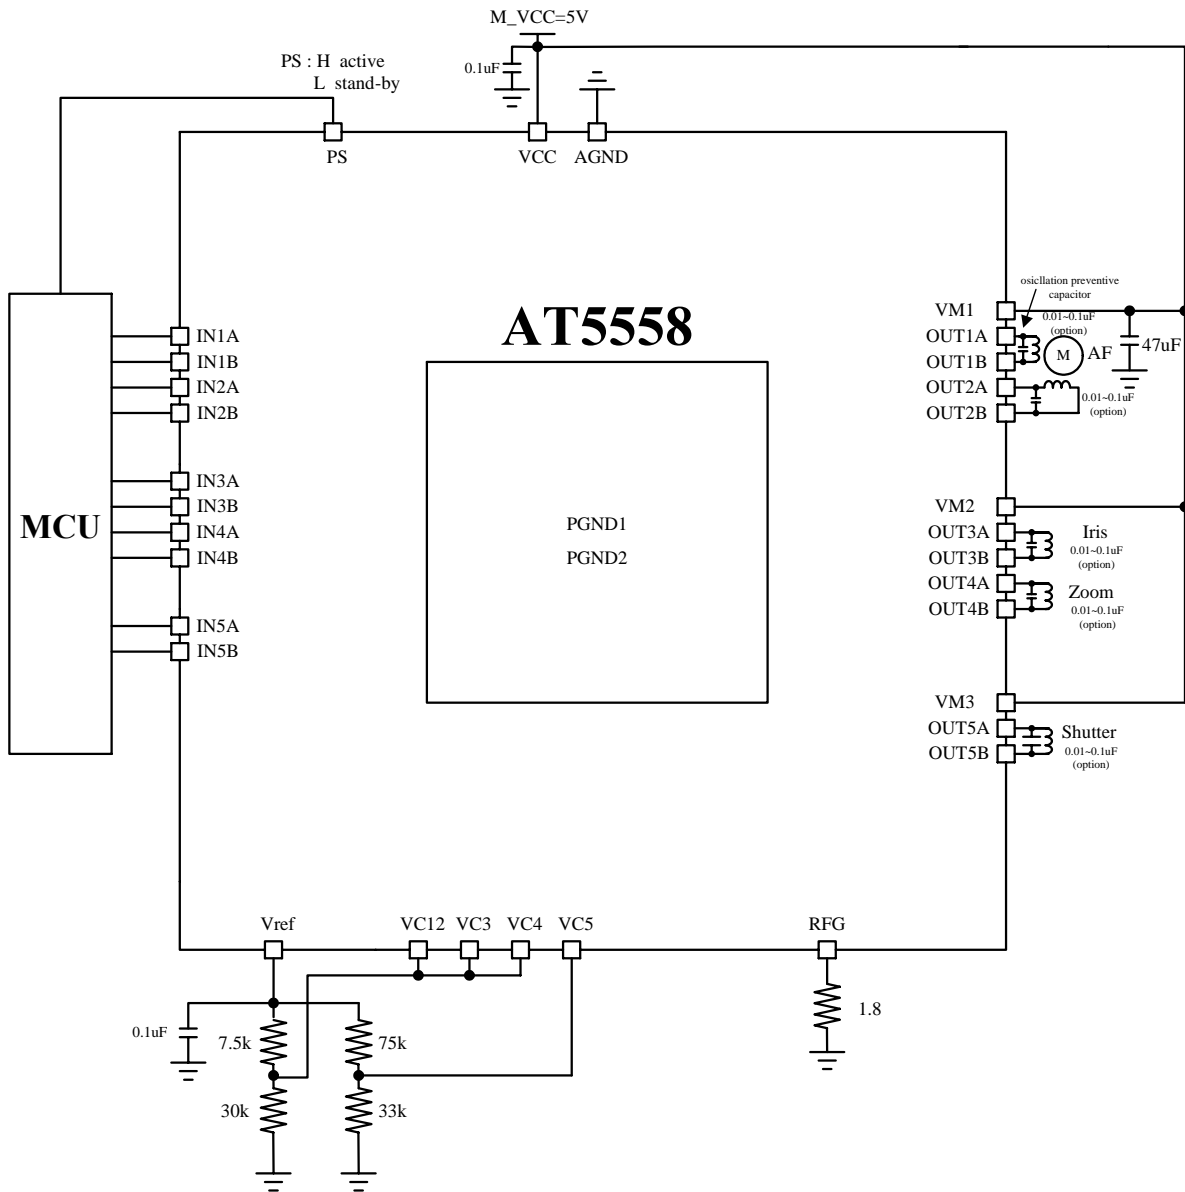 M_VCC=5V
PS : H active
L stand-by
0.1uF
PS
VCC
AGND
AT5558
MCU
IN1A
IN1B
IN2A
IN2B
IN3A
IN3B
IN4A
IN4B
IN5A
IN5B
PGND1
PGND2
VM1
OUT1A
OUT1B
OUT2A
OUT2B
osicllation preventive
capacitor
0.01~0.1uF
(option)
M
AF
47uF
0.01~0.1uF
(option)
VM2
OUT3A
OUT3B
OUT4A
OUT4B
Iris
0.01~0.1uF
(option)
Zoom
0.01~0.1uF
(option)
VM3
OUT5A
OUT5B
Shutter
0.01~0.1uF
(option)
Vref
VC12
VC3
VC4
VC5
RFG
0.1uF
7.5k
75k
30k
33k
1.8